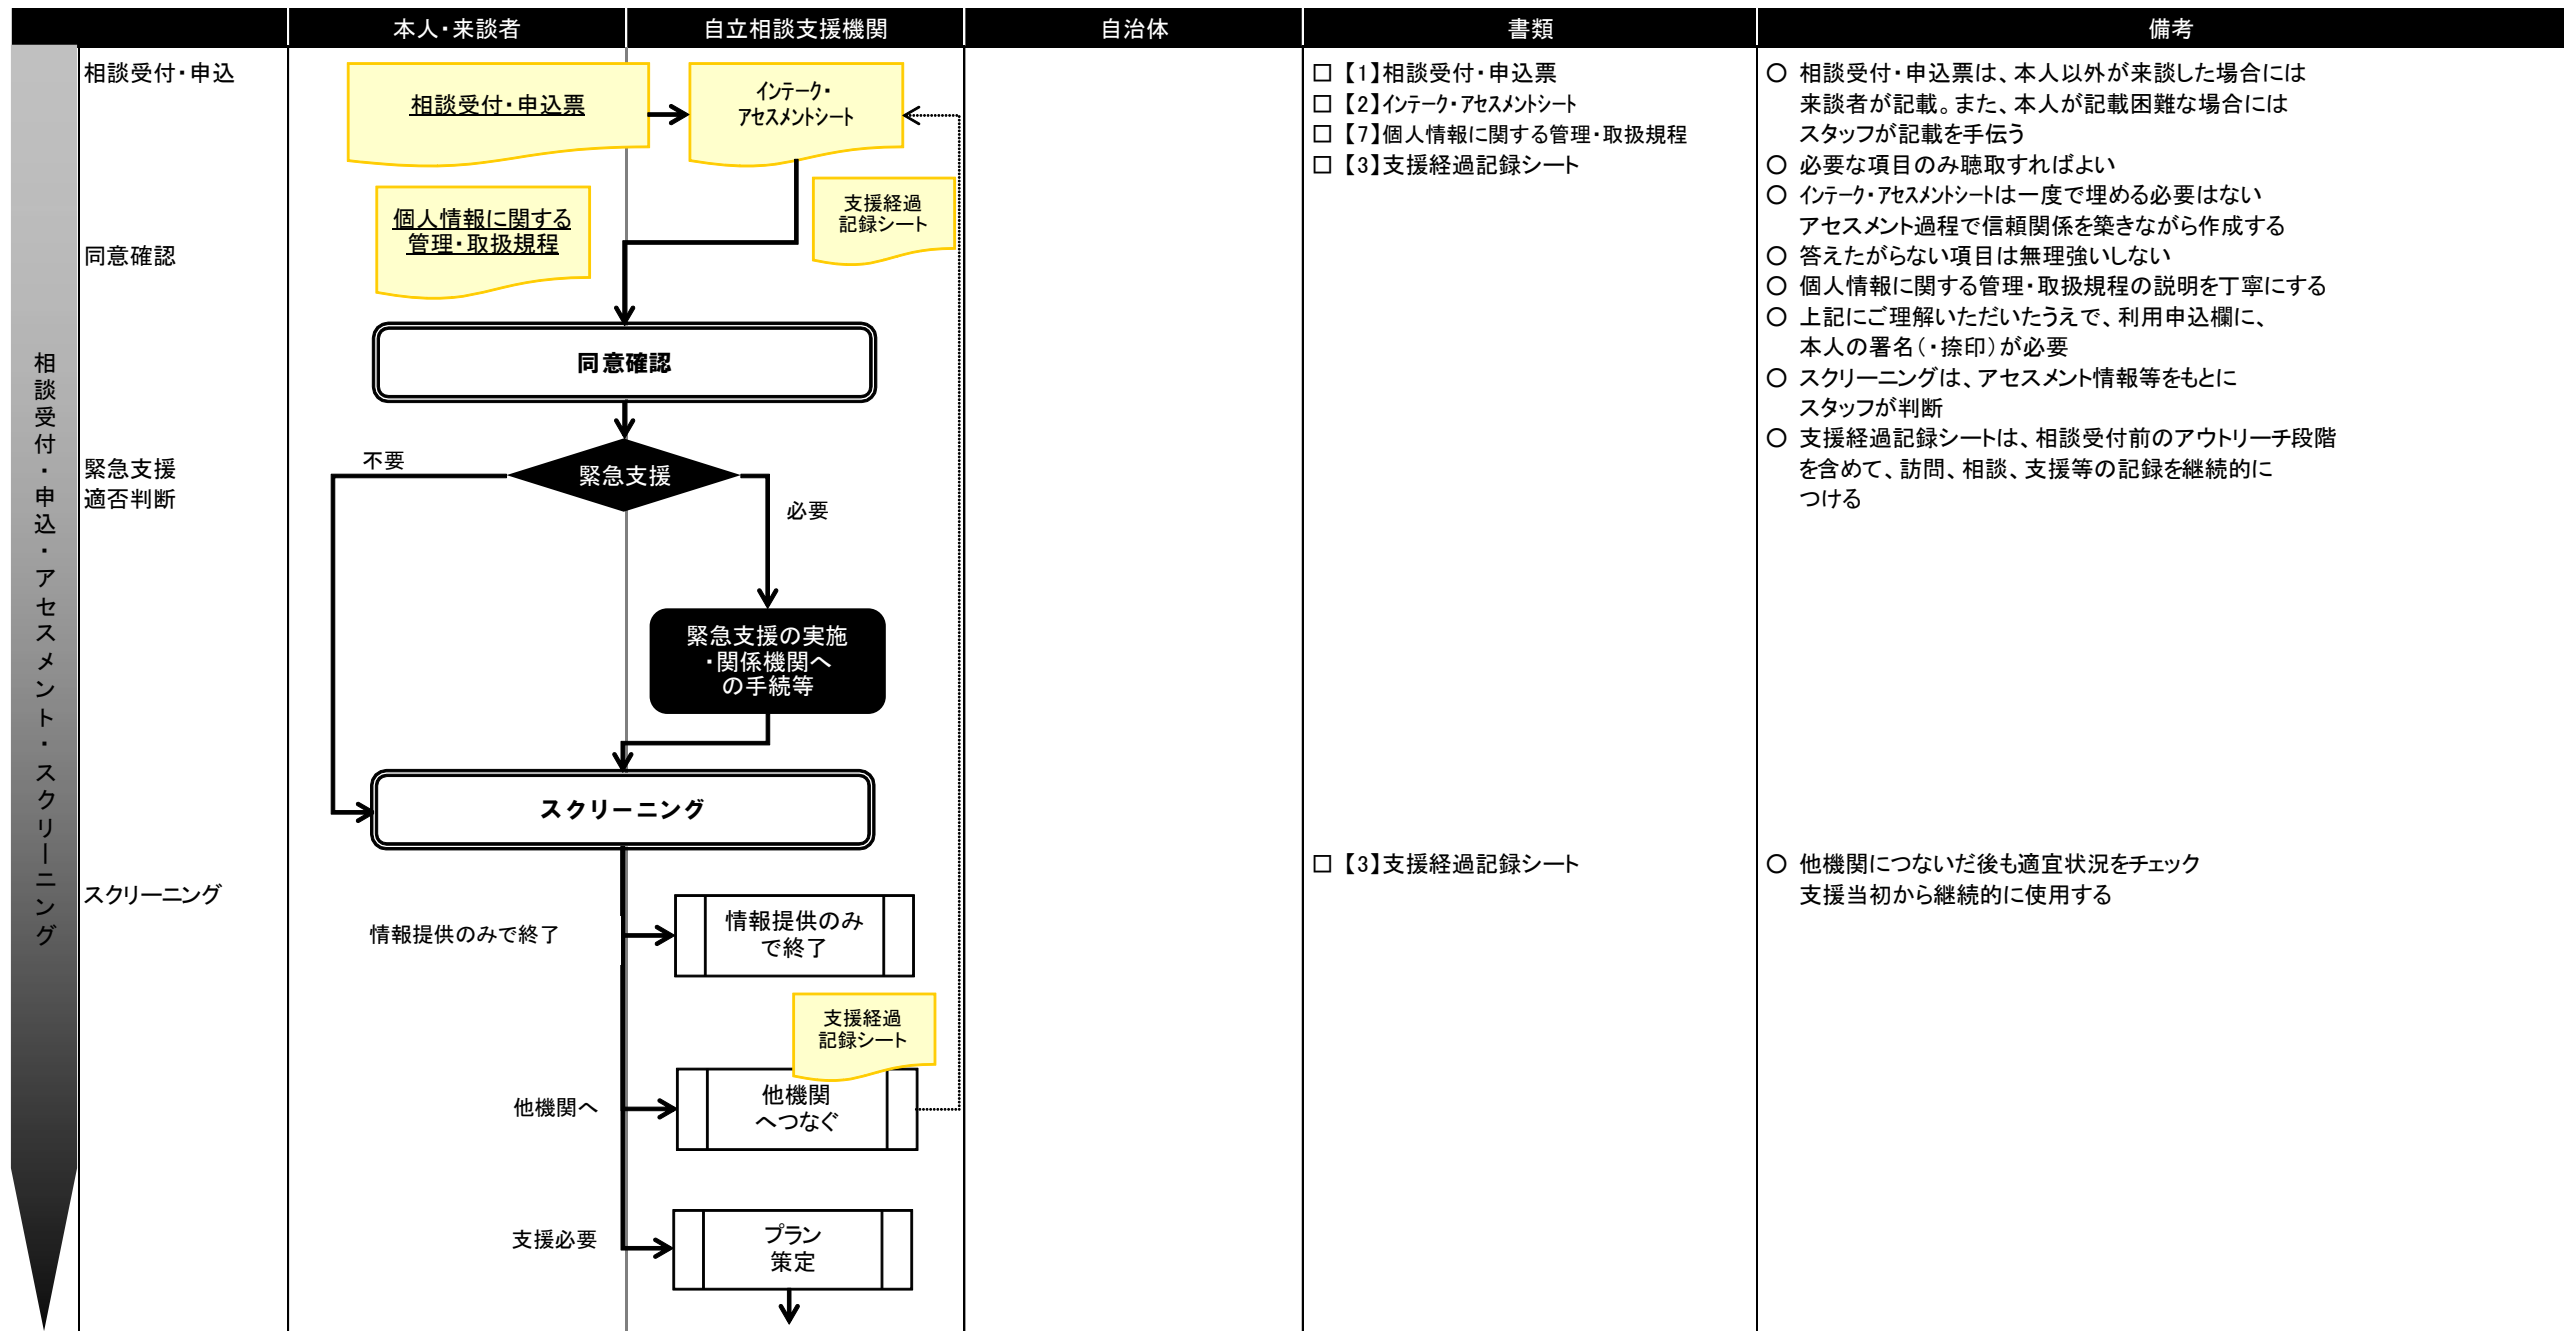 本人・来談者
自立相談支援機関
自治体
書類
備考
相談受付・申込・アセスメント・スクリーニング
相談受付・申込
同意確認
緊急支援
適否判断
スクリーニング
相談受付・申込票
インテーク・
アセスメントシート
個人情報に関する
管理・取扱規程
支援経過
記録シート
同意確認
不要
緊急支援
必要
緊急支援の実施
・関係機関へ
の手続等
スクリーニング
情報提供のみで終了
情報提供のみ
で終了
支援経過
記録シート
他機関へ
他機関
へつなぐ
支援必要
プラン
策定
□ 【1】相談受付・申込票
□ 【2】インテーク・アセスメントシート
□ 【7】個人情報に関する管理・取扱規程
□ 【3】支援経過記録シート
□ 【3】支援経過記録シート
○ 相談受付・申込票は、本人以外が来談した場合には
来談者が記載。また、本人が記載困難な場合には
スタッフが記載を手伝う
○ 必要な項目のみ聴取すればよい
○ インテーク・アセスメントシートは一度で埋める必要はない
アセスメント過程で信頼関係を築きながら作成する
○ 答えたがらない項目は無理強いしない
○ 個人情報に関する管理・取扱規程の説明を丁寧にする
○ 上記にご理解いただいたうえで、利用申込欄に、
本人の署名(・捺印)が必要
○ スクリーニングは、アセスメント情報等をもとに
スタッフが判断
○ 支援経過記録シートは、相談受付前のアウトリーチ段階
を含めて、訪問、相談、支援等の記録を継続的に
つける
○ 他機関につないだ後も適宜状況をチェック
支援当初から継続的に使用する